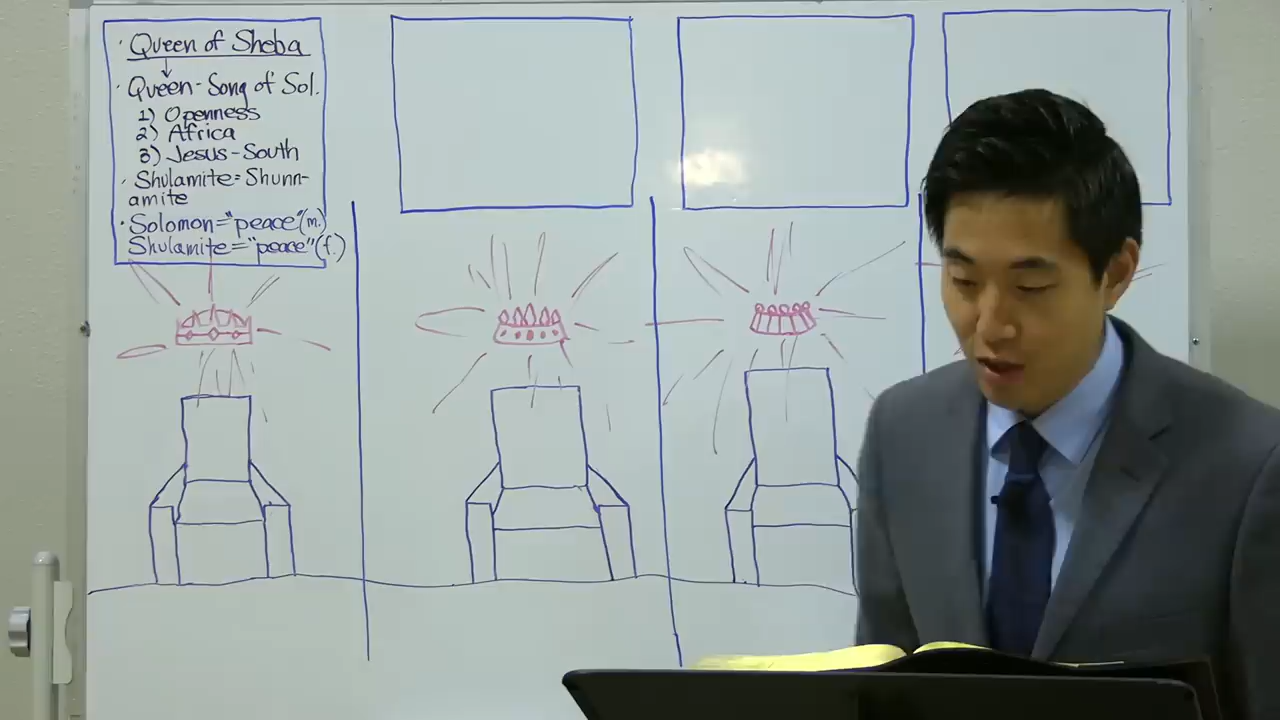 · Queen of Sheba
· Queen-Song of Sol.
1) Openness
2) Africa
3) Jesus-South
· Shulamite=Shunn-
amite
· Solomon="peace"(m.)
Shulamite="peace"(f.)